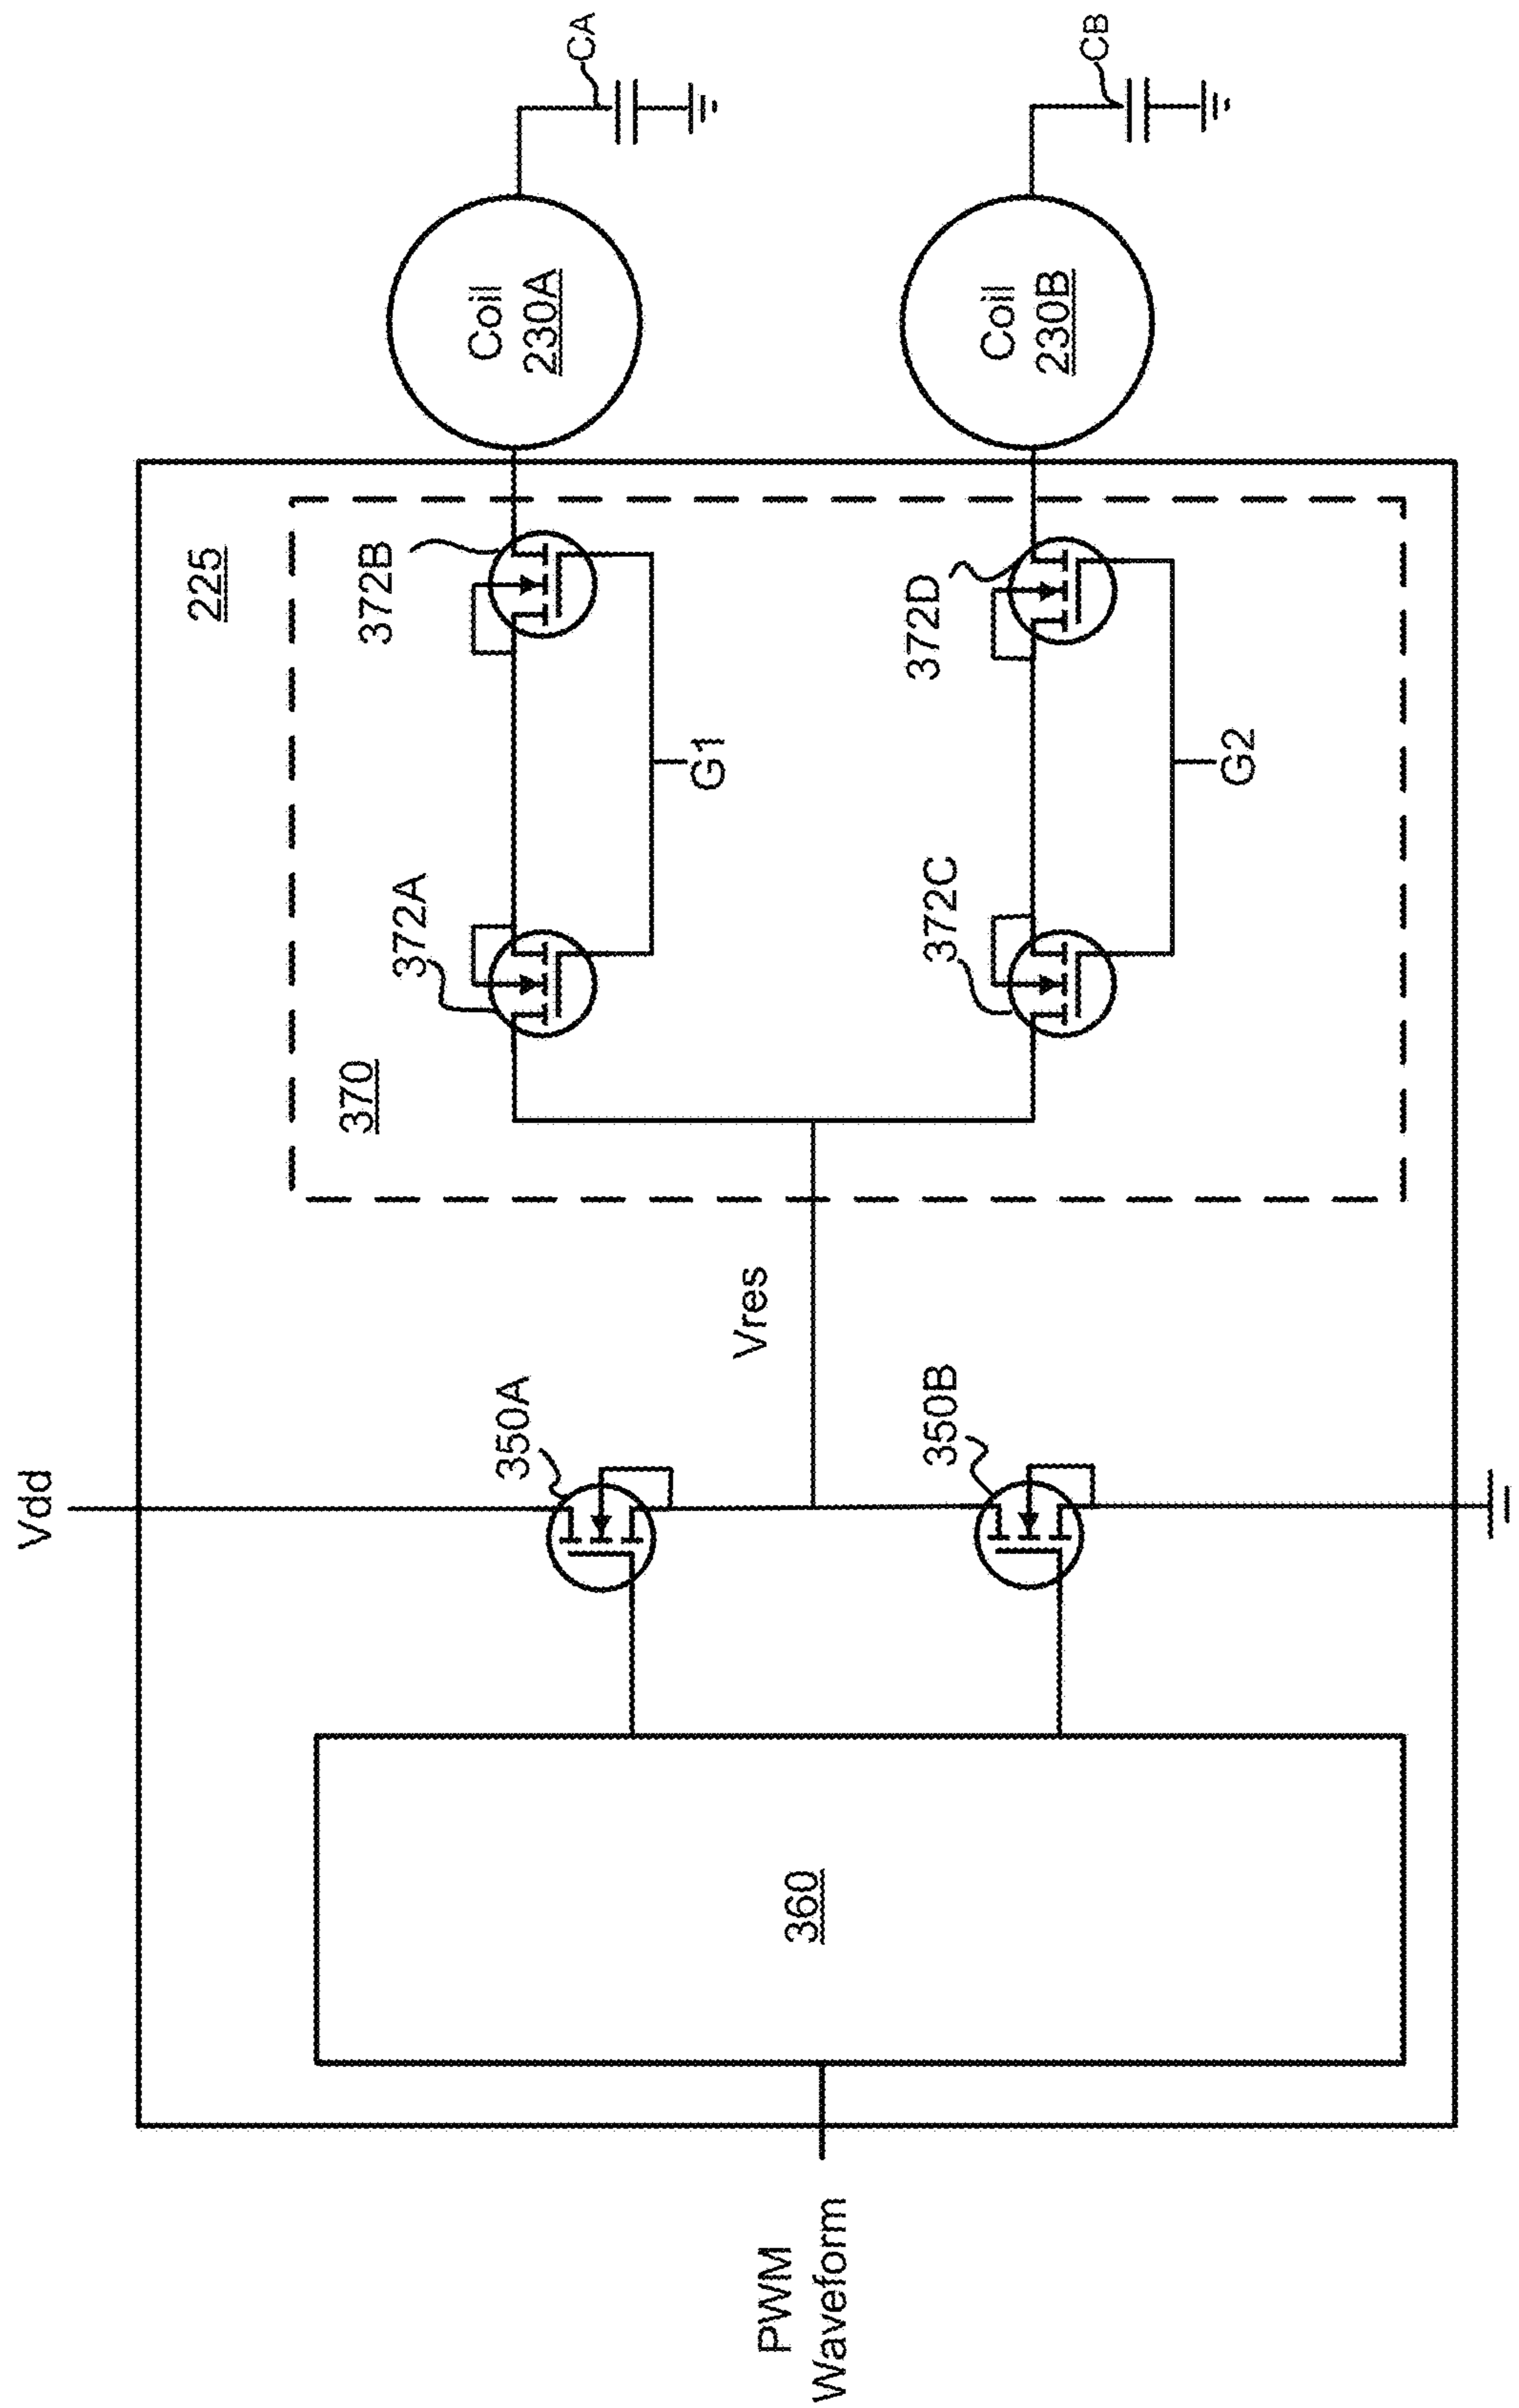 Vdd
225
370
350A
350B
Vres
372A
372B
G1
372C
372D
G2
Coil
230A
CA
Coil
230B
CB
360
PWM
Waveform